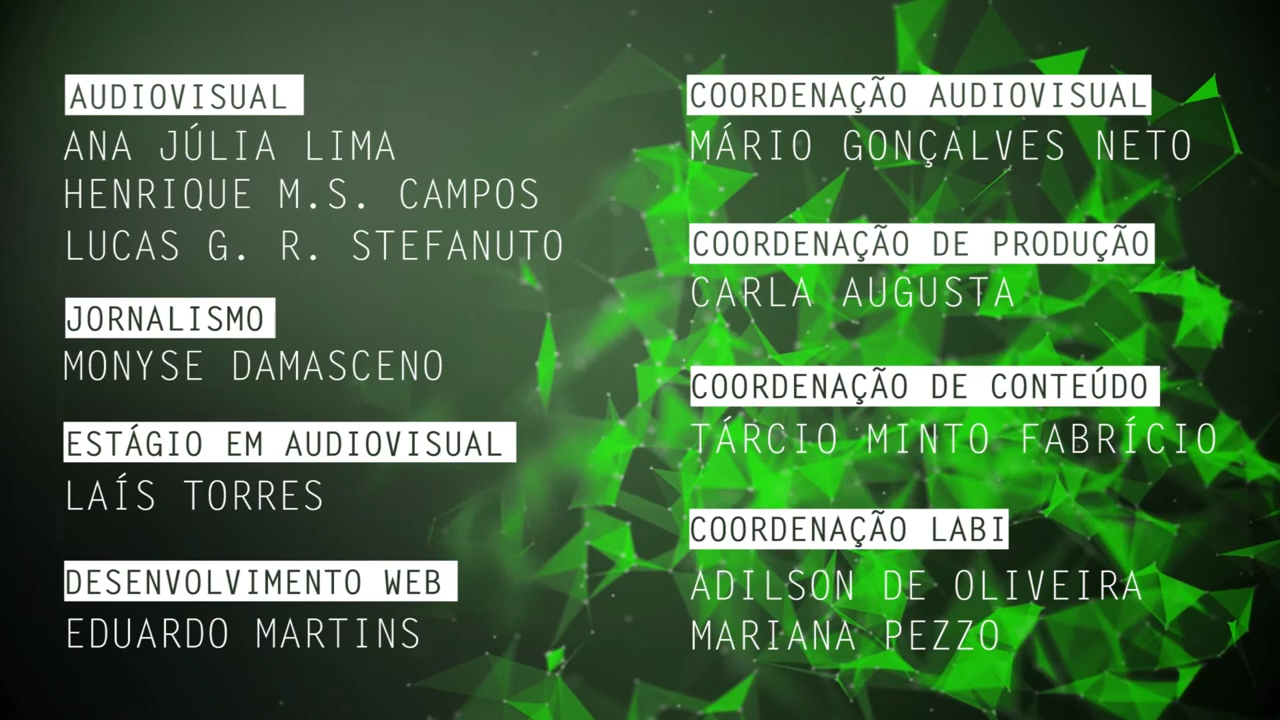 AUDIOVISUAL
ANA JÚLIA LIMA
HENRIQUE M.S. CAMPOS
LUCAS G. R. STEFANUTO
JORNALISMO
MONYSE DAMASCENO
ESTÁGIO EM AUDIOVISUAL
LAÍS TORRES
DESENVOLVIMENTO WEB
EDUARDO MARTINS
COORDENAÇÃO AUDIOVISUAL
MÁRIO GONÇALVES NETO
COORDENAÇÃO DE PRODUÇÃO
CARLA AUGUSTA
COORDENAÇÃO DE CONTEÚDO
TÁRCIO MINTO FABRÍCIO
COORDENAÇÃO LABI
ADILSON DE OLIVEIRA
MARIANA PEZZO